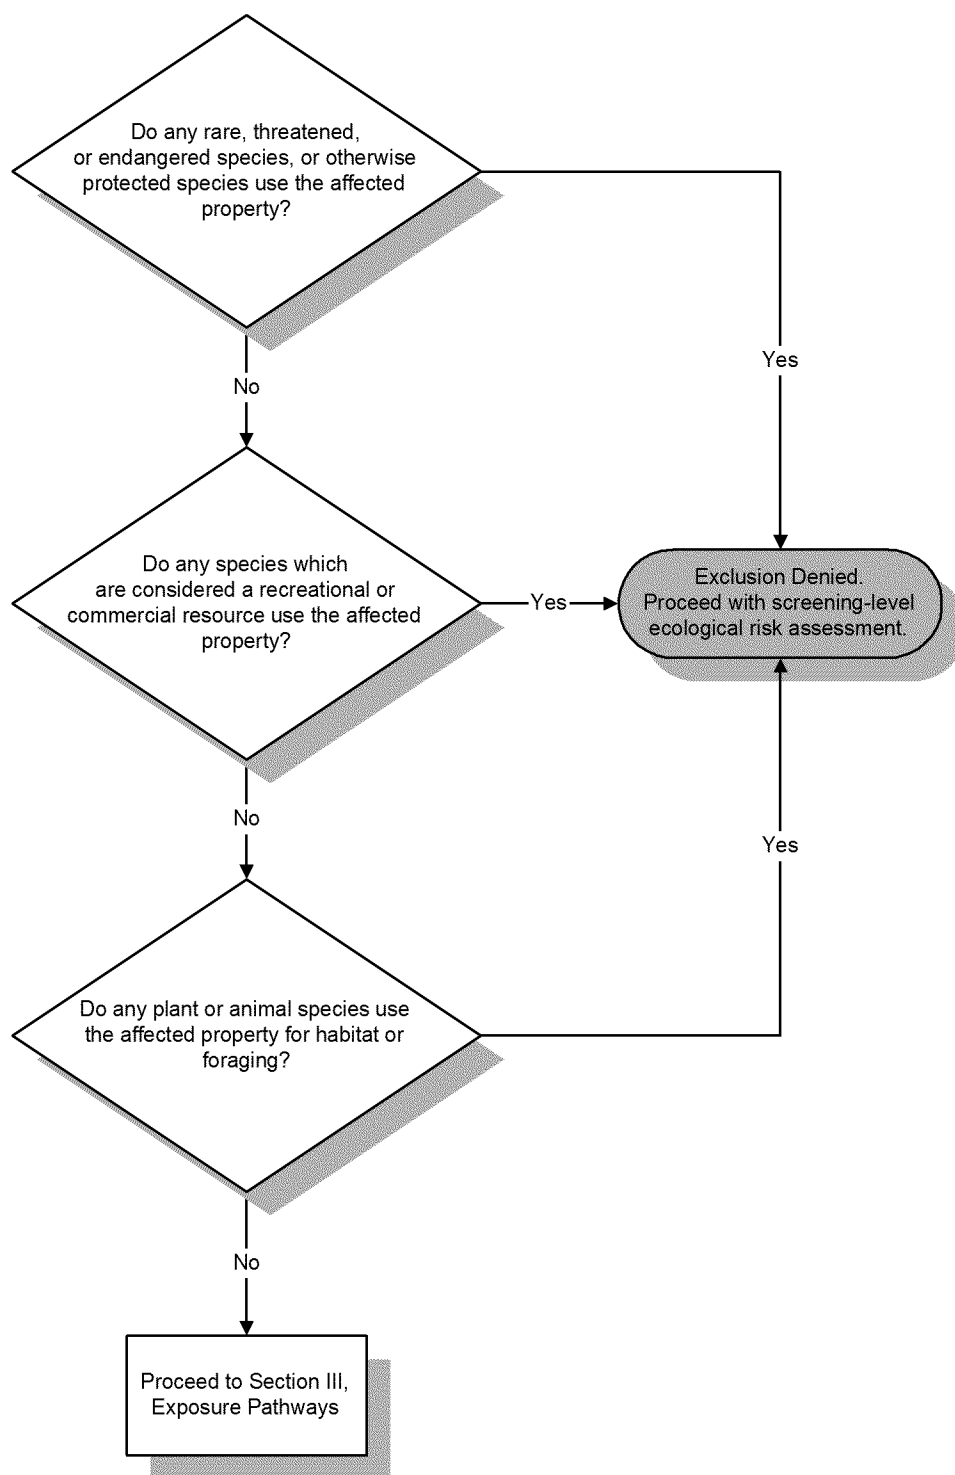 Do any rare, threatened,
or endangered species, or otherwise
protected species use the affected
property?
Yes
No
Do any species which
are considered a recreational or
commercial resource use the affected
property?
Yes
Exclusion Denied.
Proceed with screening-level
ecological risk assessment.
No
Yes
Do any plant or animal species use
the affected property for habitat or
foraging?
No
Proceed to Section III,
Exposure Pathways